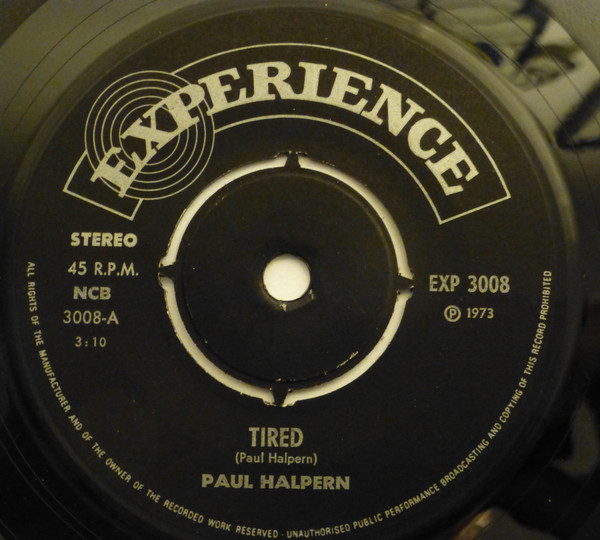 EXPERIENCE
STEREO
45 R.P.M.
NCB
3008-A
3:10
EXP 3008
Ⓟ 1973
TIRED
(Paul Halpern)
PAUL HALPERN
ALL RIGHTS OF THE MANUFACTURER AND OF THE OWNER OF THE RECORDED WORK RESERVED · UNAUTHORISED PUBLIC PERFORMANCE BROADCASTING AND COPYING OF THIS RECORD PROHIBITED